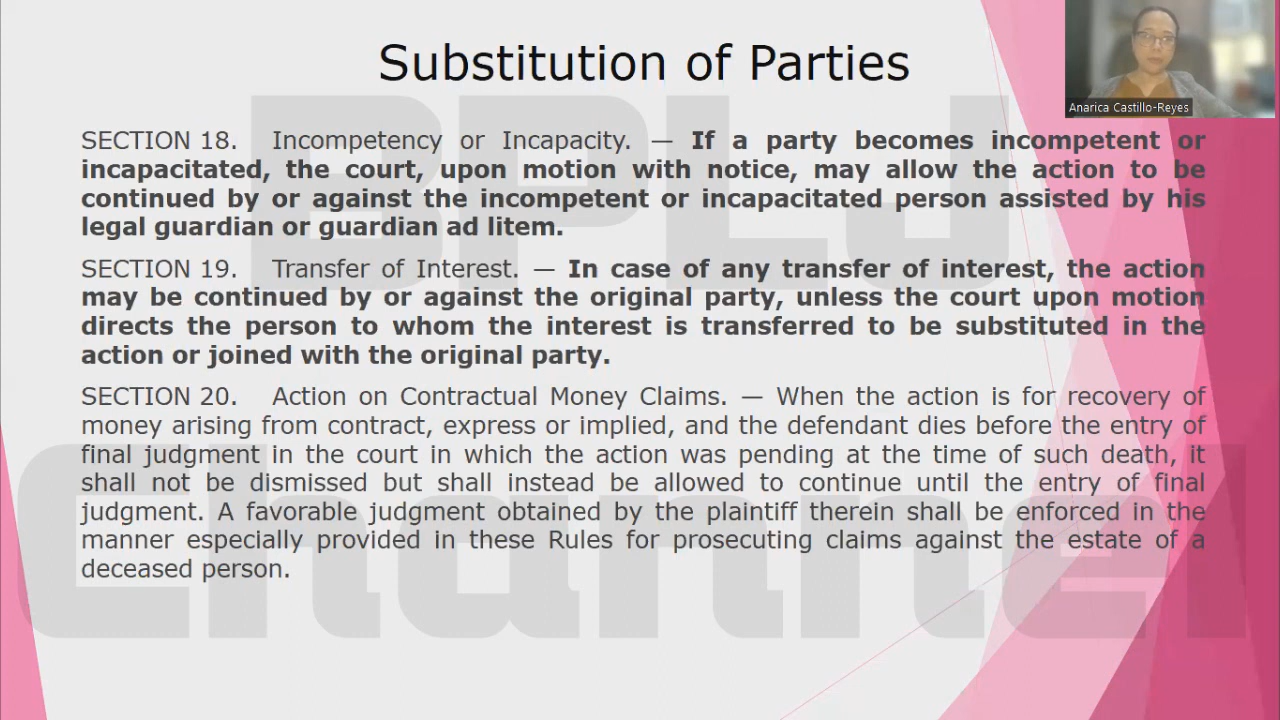 Substitution of Parties
Anarica Castillo-Reyes
SECTION 18. Incompetency or Incapacity. — If a party becomes incompetent or
incapacitated, the court, upon motion with notice, may allow the action to be
continued by or against the incompetent or incapacitated person assisted by his
legal guardian or guardian ad litem.
SECTION 19. Transfer of Interest. — In case of any transfer of interest, the action
may be continued by or against the original party, unless the court upon motion
directs the person to whom the interest is transferred to be substituted in the
action or joined with the original party.
SECTION 20. Action on Contractual Money Claims. — When the action is for recovery of
money arising from contract, express or implied, and the defendant dies before the entry of
final judgment in the court in which the action was pending at the time of such death, it
shall not be dismissed but shall instead be allowed to continue until the entry of final
judgment. A favorable judgment obtained by the plaintiff therein shall be enforced in the
manner especially provided in these Rules for prosecuting claims against the estate of a
deceased person.
BPLJ
Channel